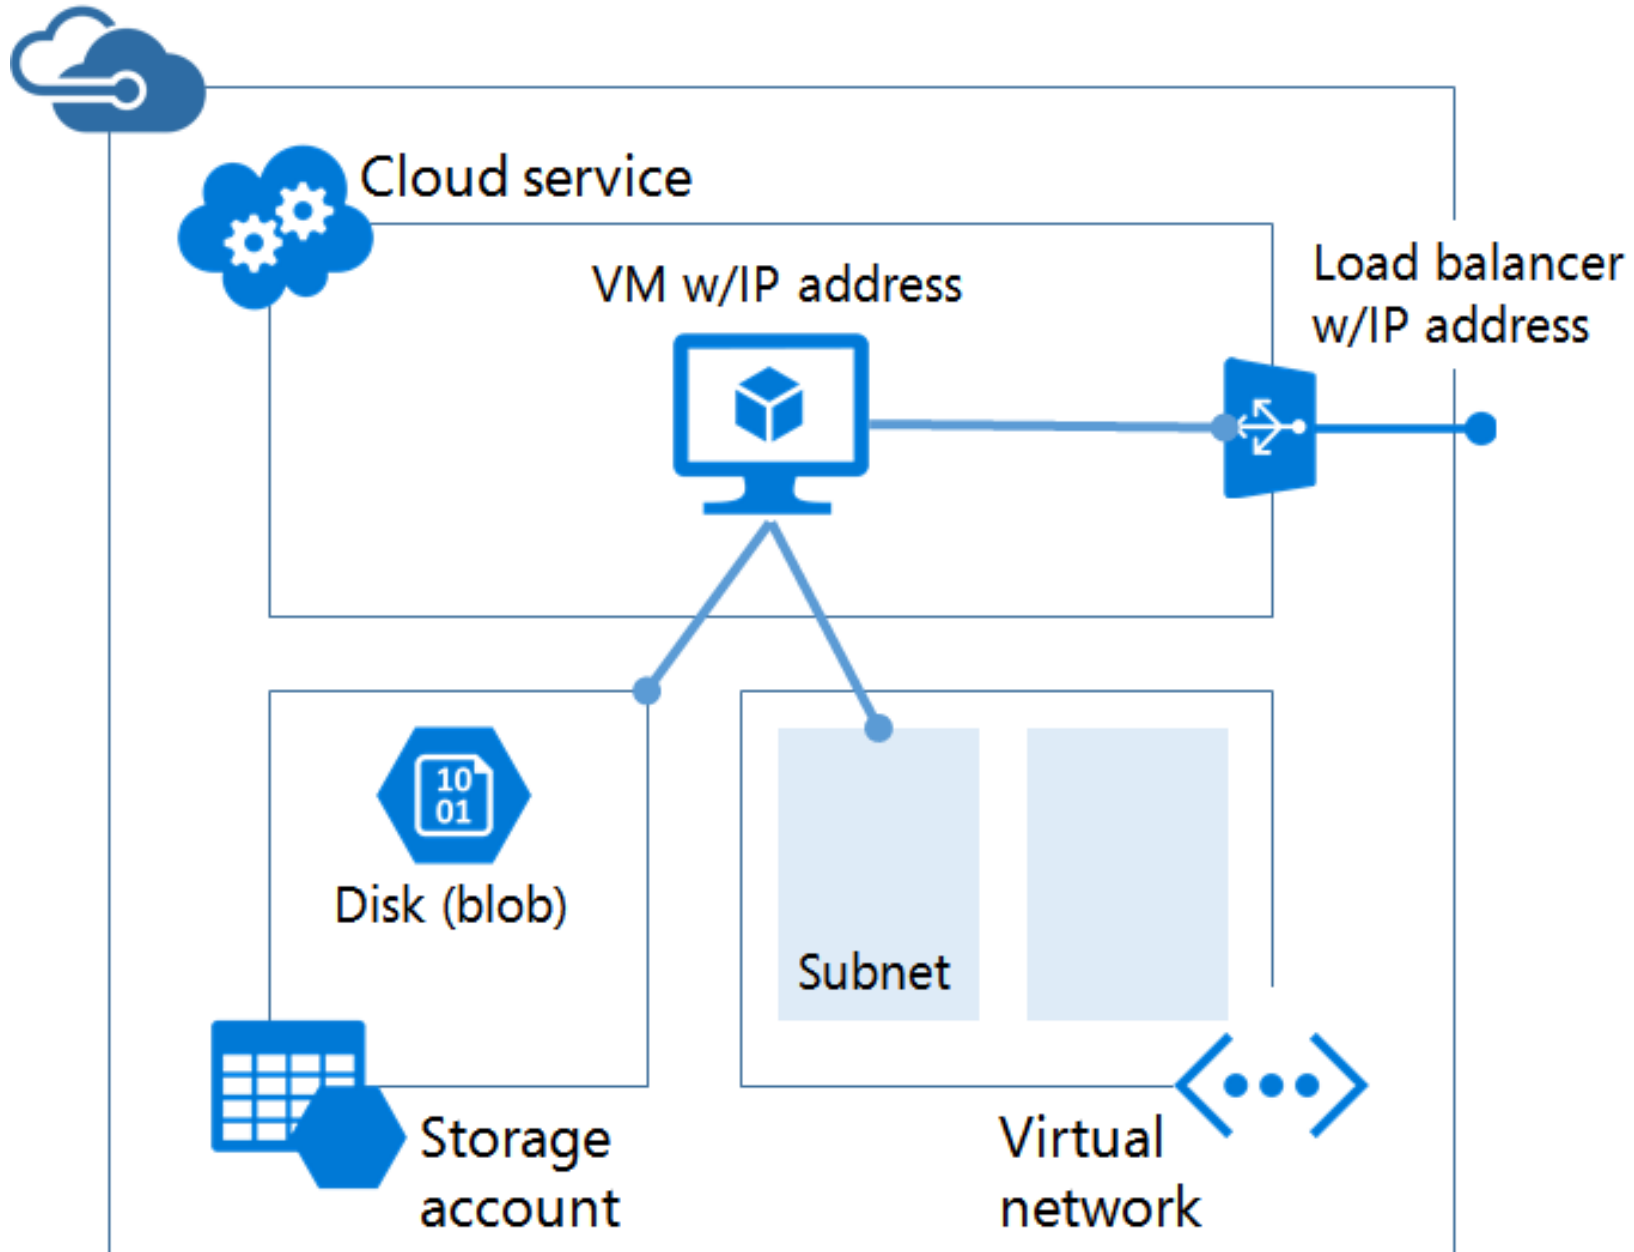 Cloud service
VM w/IP address
Load balancer
w/IP address
10
01
Disk (blob)
Subnet
Storage
account
Virtual
network